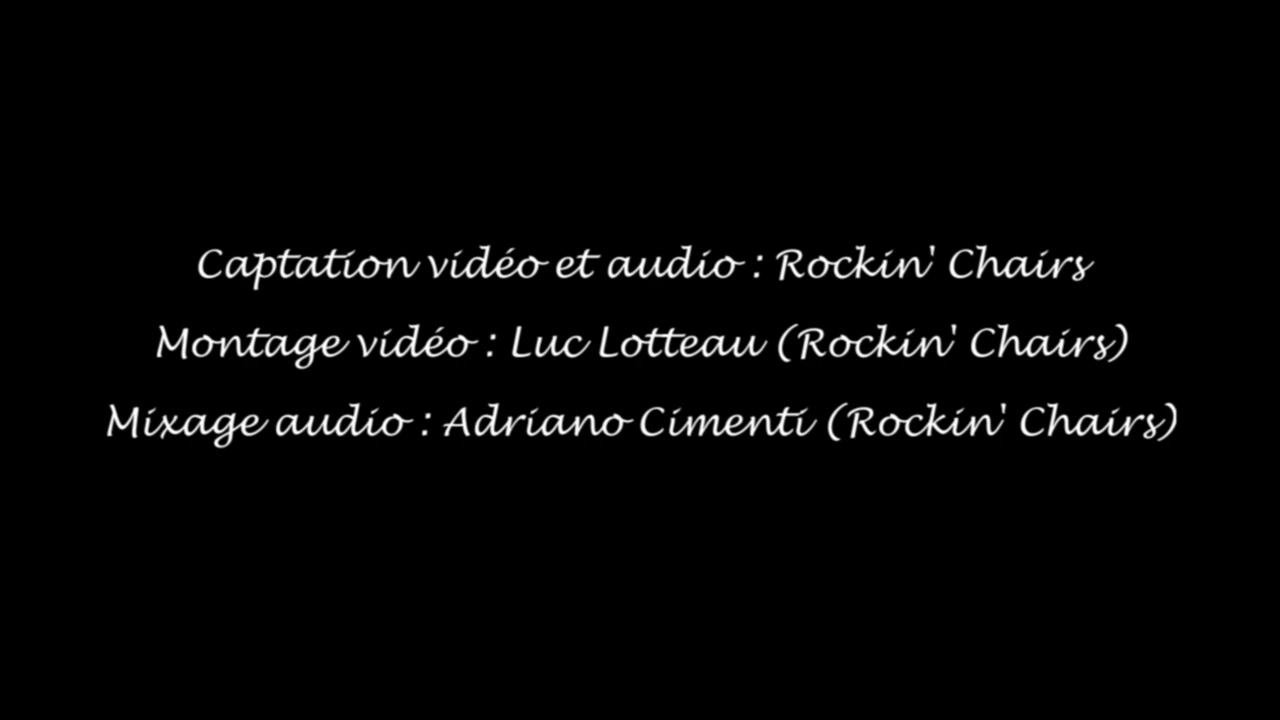 Captation vidéo et audio : Rockin' Chairs
Montage vidéo : Luc Lotteau (Rockin' Chairs)
Mixage audio : Adriano Cimenti (Rockin' Chairs)